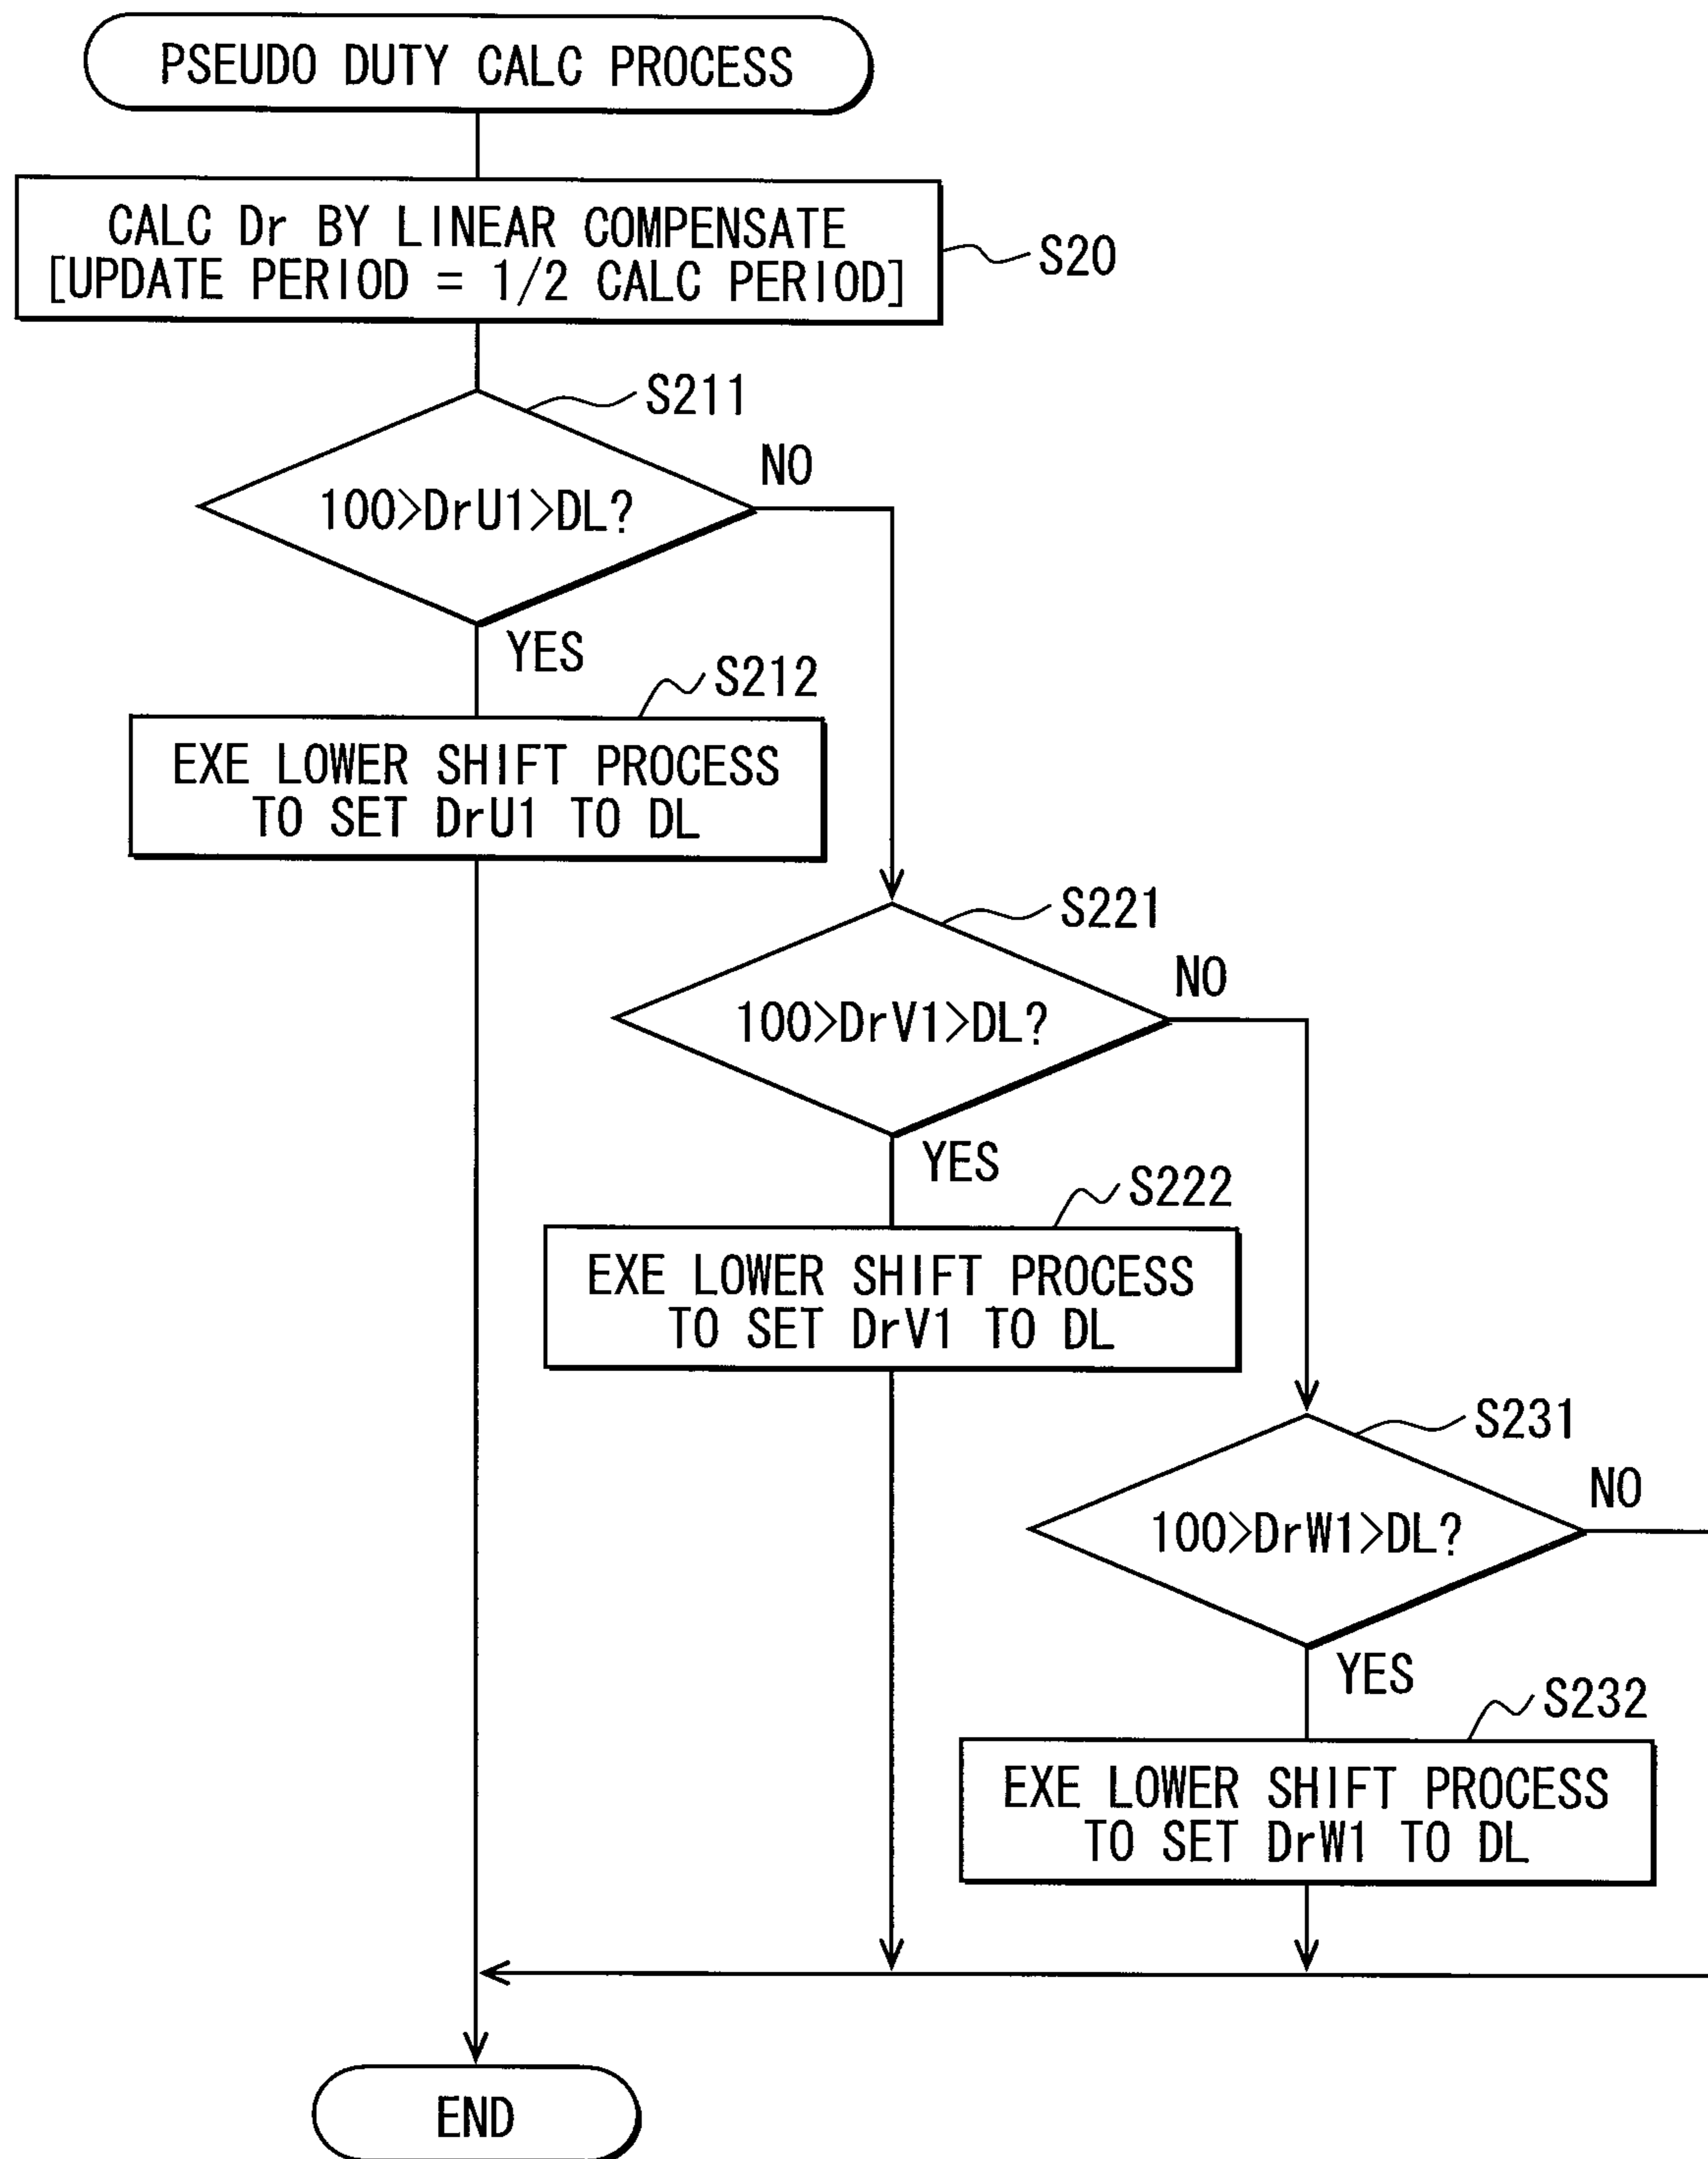 PSEUDO DUTY CALC PROCESS
CALC Dr BY LINEAR COMPENSATE
[UPDATE PERIOD = 1/2 CALC PERIOD]
S20
S211
100>DrU1>DL?
NO
YES
S212
EXE LOWER SHIFT PROCESS
TO SET DrU1 TO DL
S221
100>DrV1>DL?
NO
YES
S222
EXE LOWER SHIFT PROCESS
TO SET DrV1 TO DL
S231
100>DrW1>DL?
NO
YES
S232
EXE LOWER SHIFT PROCESS
TO SET DrW1 TO DL
END